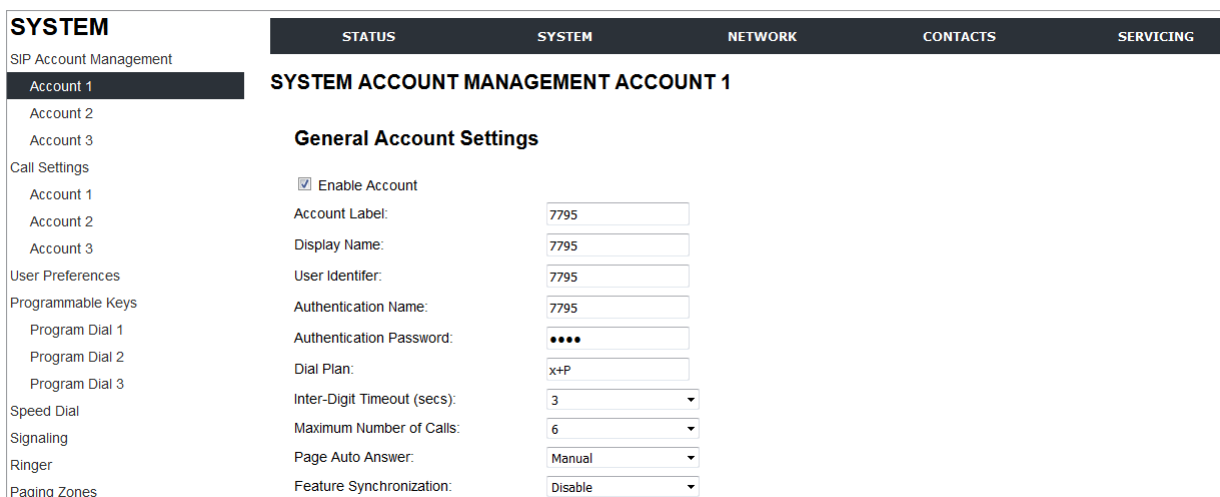 SYSTEM
SIP Account Management
Account 1
Account 2
Account 3
Call Settings
Account 1
Account 2
Account 3
User Preferences
Programmable Keys
Program Dial 1
Program Dial 2
Program Dial 3
Speed Dial
Signaling
Ringer
Paging Zones
STATUS SYSTEM NETWORK CONTACTS SERVICING
SYSTEM ACCOUNT MANAGEMENT ACCOUNT 1
General Account Settings
Enable Account
Account Label: 7795
Display Name: 7795
User Identifer: 7795
Authentication Name: 7795
Authentication Password: ••••
Dial Plan: x+P
Inter-Digit Timeout (secs): 3
Maximum Number of Calls: 6
Page Auto Answer: Manual
Feature Synchronization: Disable